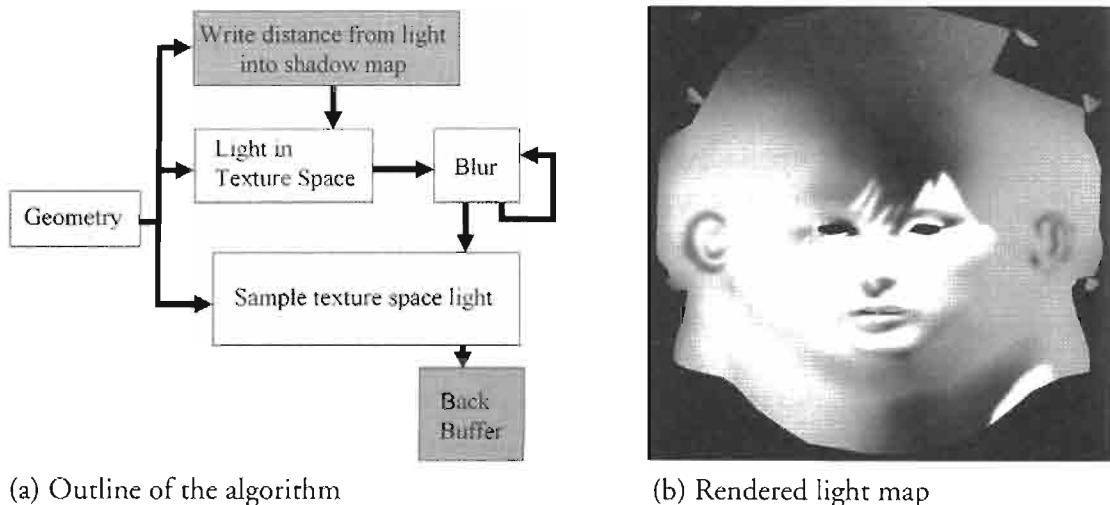 Write distance from light
into shadow map
Light in
Texture Space
Blur
Geometry
Sample texture space light
Back
Buffer
(a) Outline of the algorithm
(b) Rendered light map